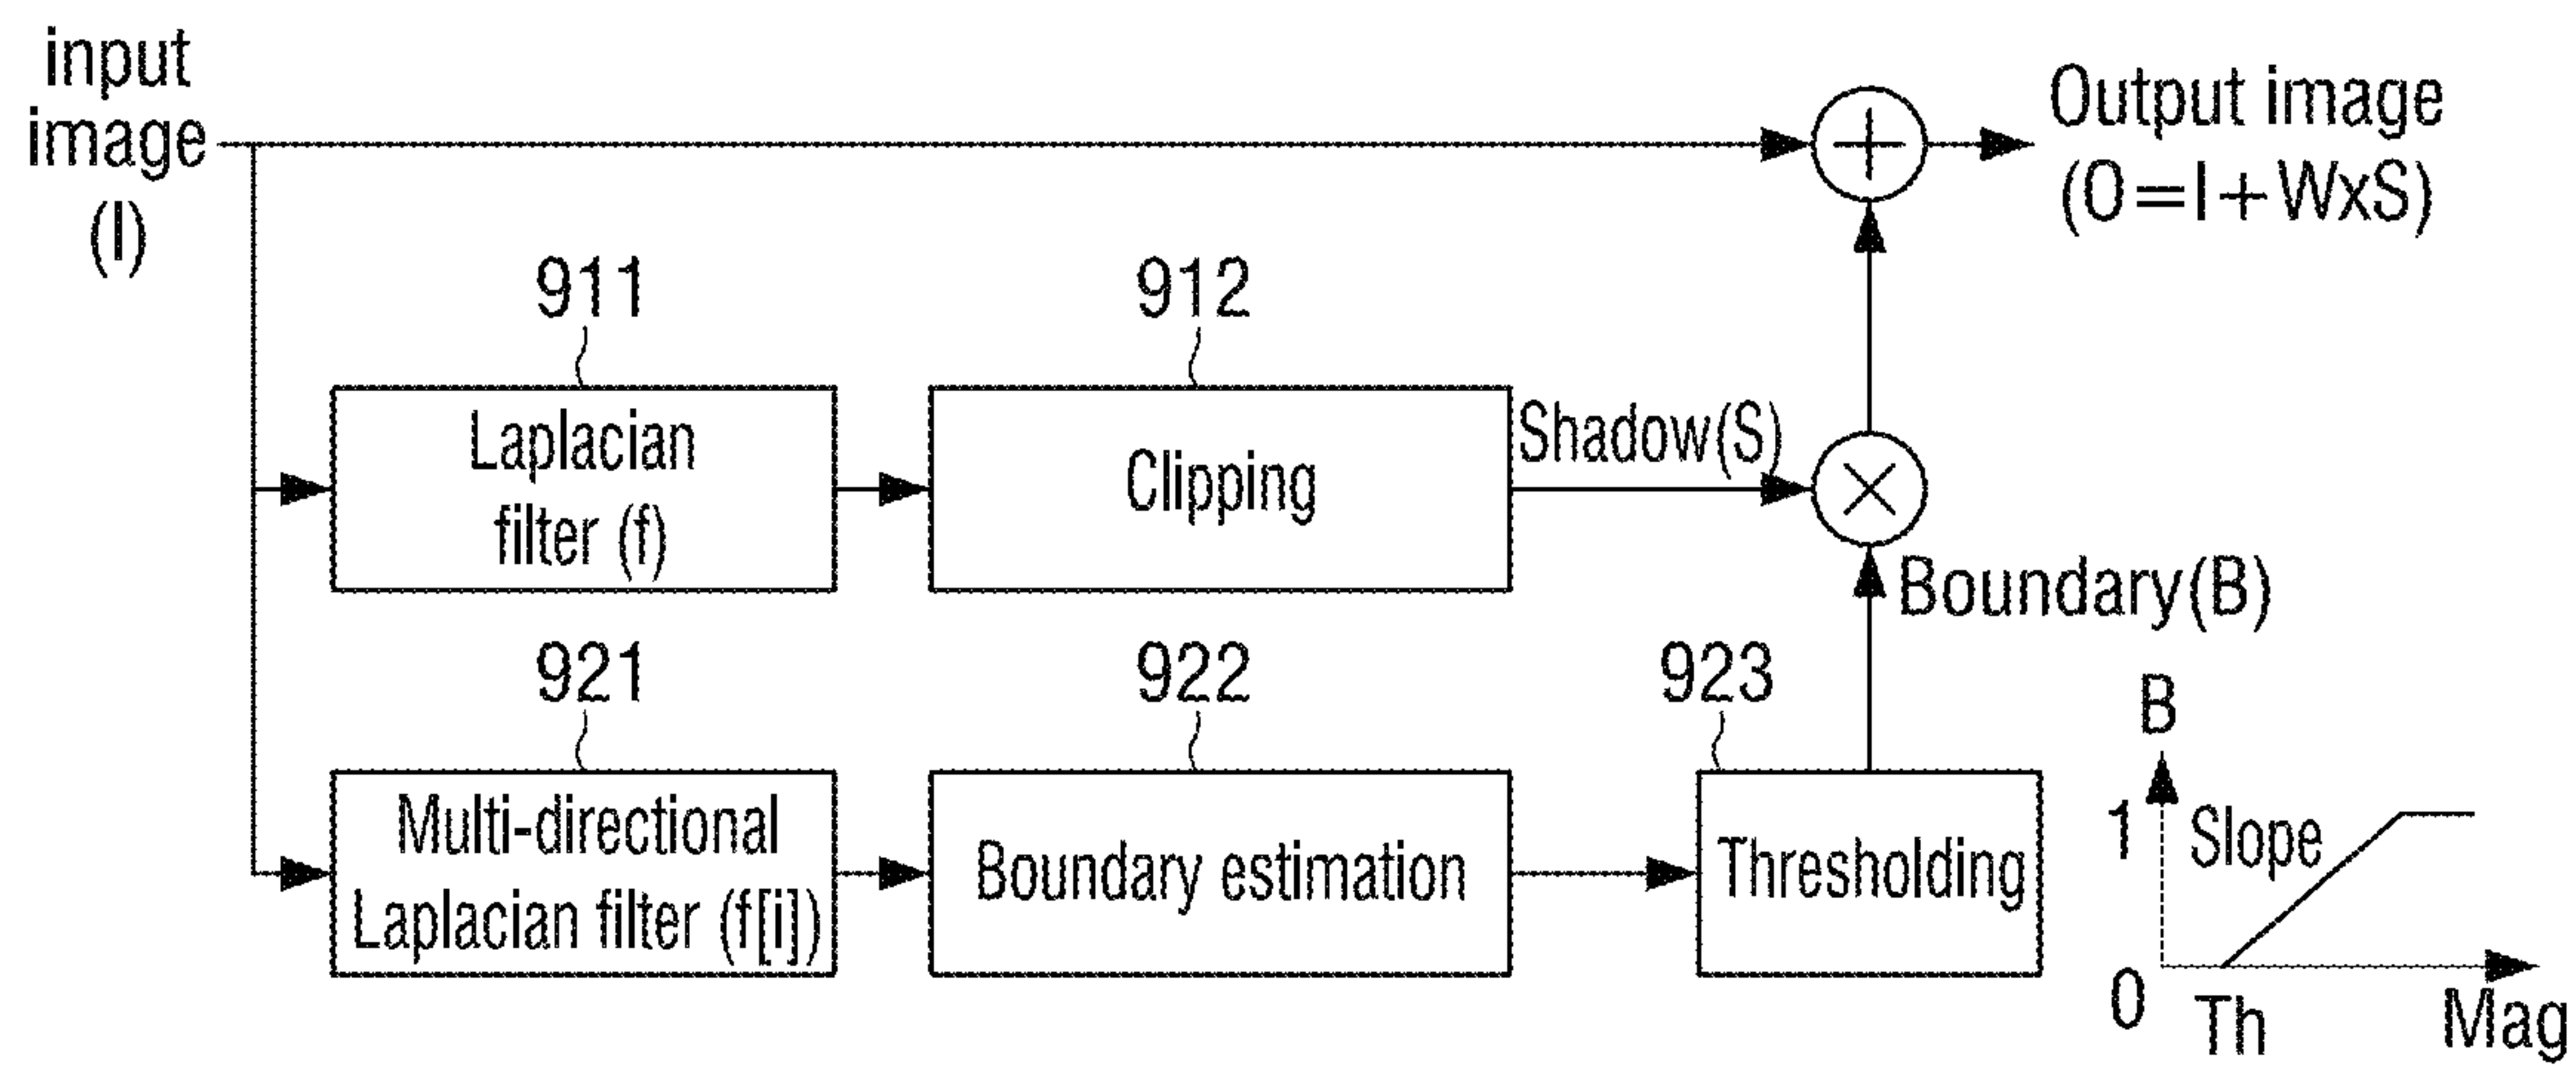 input
image
(I)
Output image
(O=I+WxS)
911
912
Laplacian
filter (f)
Clipping
Shadow(S)
Boundary(B)
921
922
923
Multi-directional
Laplacian filter (f[i])
Boundary estimation
Thresholding
B
1
Slope
0
Th
Mag